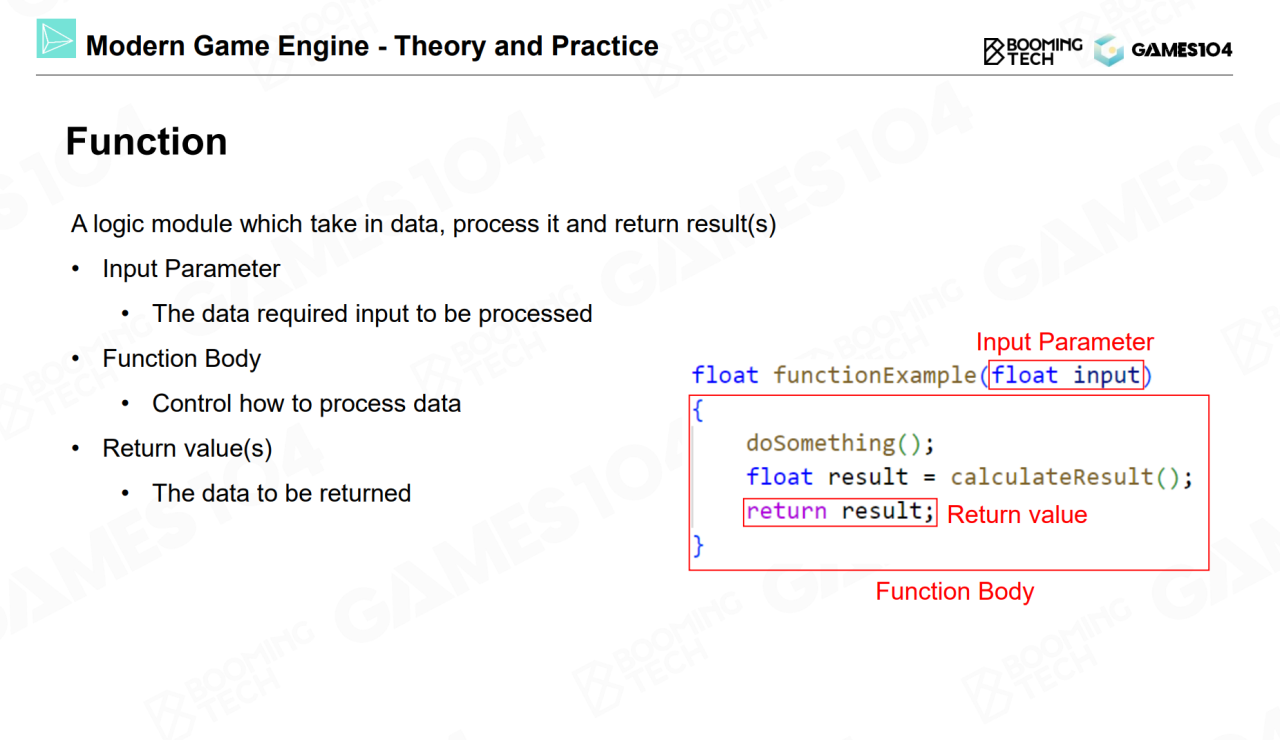 Modern Game Engine - Theory and Practice
BOOMING
TECH
GAMES104
Function
A logic module which take in data, process it and return result(s)
• Input Parameter
• The data required input to be processed
• Function Body
• Control how to process data
• Return value(s)
• The data to be returned
Input Parameter
float functionExample(float input)
{
doSomething();
float result = calculateResult();
return result; Return value
}
Function Body